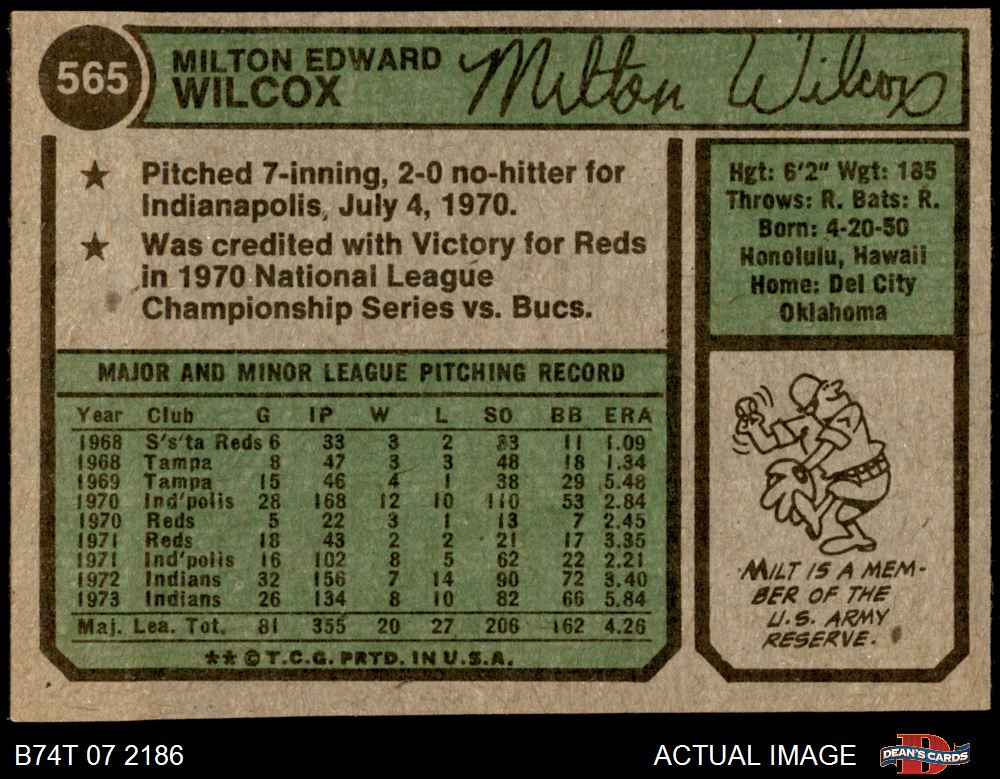 565
MILTON EDWARD
WILCOX
Milton Wilcox
★ Pitched 7-inning, 2-0 no-hitter for
Indianapolis, July 4, 1970.
★ Was credited with Victory for Reds
in 1970 National League
Championship Series vs. Bucs.
Hgt: 6'2" Wgt: 185
Throws: R. Bats: R.
Born: 4-20-50
Honolulu, Hawaii
Home: Del City
Oklahoma
MAJOR AND MINOR LEAGUE PITCHING RECORD
Year Club G IP W L SO BB ERA
1968 S's'ta Reds 6 33 3 2 33 11 1.09
1968 Tampa 8 47 3 3 48 18 1.34
1969 Tampa 15 46 4 1 38 29 5.48
1970 Ind'polis 28 168 12 10 110 53 2.84
1970 Reds 5 22 3 1 13 7 2.45
1971 Reds 18 43 2 2 21 17 3.35
1971 Ind'polis 16 102 8 5 62 22 2.21
1972 Indians 32 156 7 14 90 72 3.40
1973 Indians 26 134 8 10 82 66 5.84
Maj. Lea. Tot. 81 355 20 27 206 162 4.26
** © T.C.G. PRTD. IN U.S.A.
MILT IS A MEM-
BER OF THE
U.S. ARMY
RESERVE.
B74T 07 2186
ACTUAL IMAGE
DEAN'S CARDS